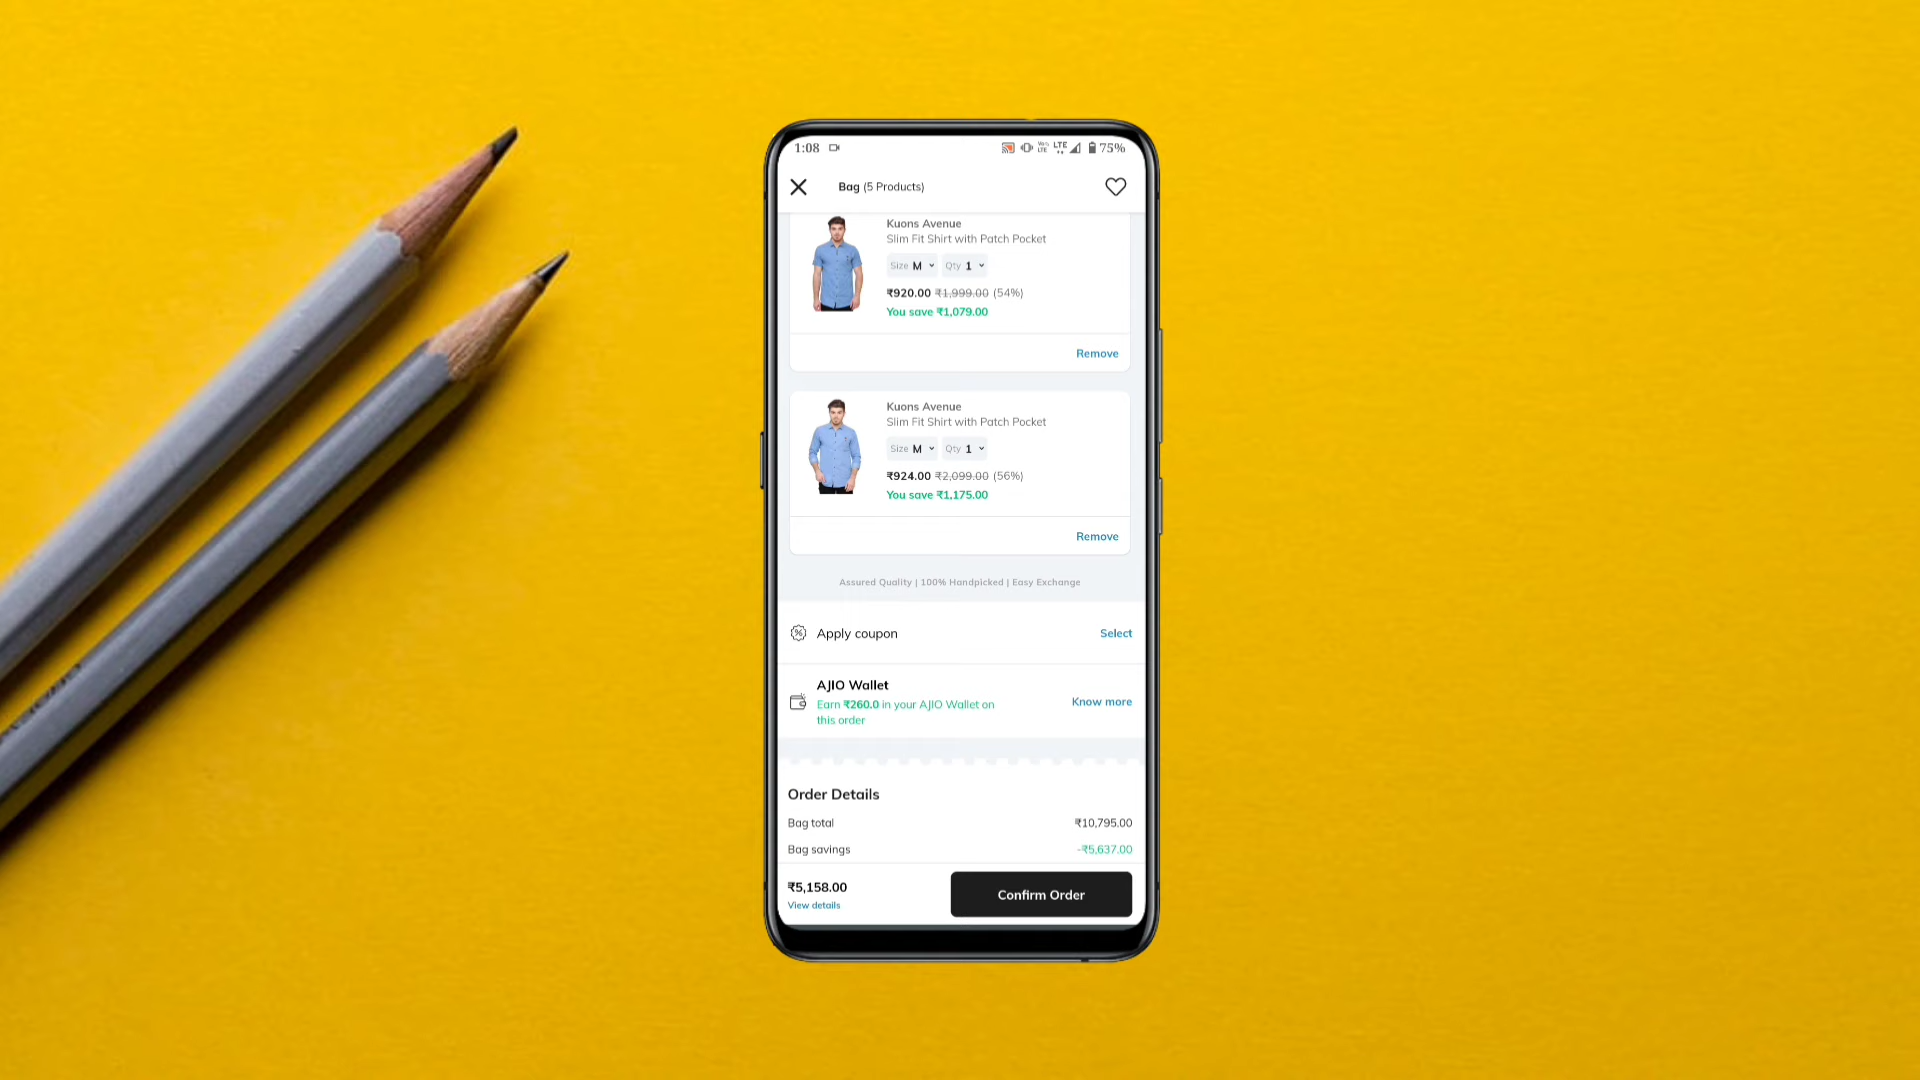 1:08 LTE 75%
Bag (5 Products)
Kuons Avenue
Slim Fit Shirt with Patch Pocket
Size M Qty 1
₹920.00 ₹1,999.00 (54%)
You save ₹1,079.00
Remove
Kuons Avenue
Slim Fit Shirt with Patch Pocket
Size M Qty 1
₹924.00 ₹2,099.00 (56%)
You save ₹1,175.00
Remove
Assured Quality | 100% Handpicked | Easy Exchange
Apply coupon Select
AJIO Wallet
Earn ₹260.0 in your AJIO Wallet on
this order
Know more
Order Details
Bag total ₹10,795.00
Bag savings -₹5,637.00
₹5,158.00
View details
Confirm Order